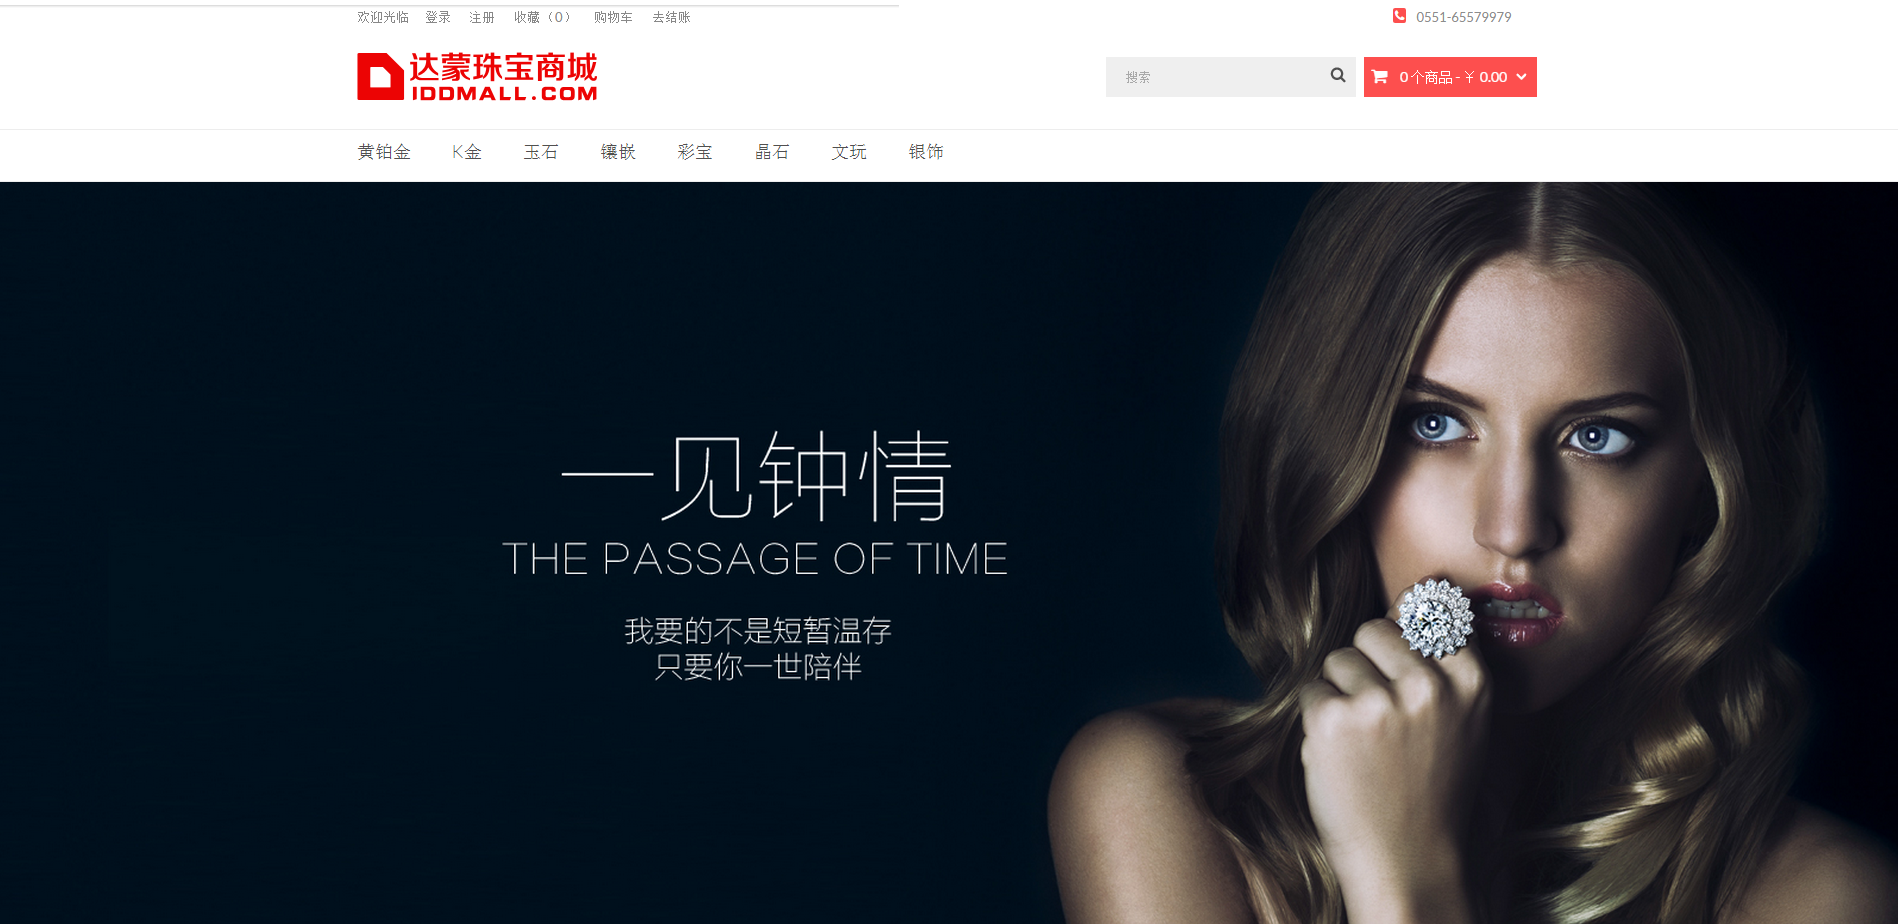 欢迎光临 登录 注册 收藏（0） 购物车 去结账 0551-65579979
达蒙珠宝商城
IDDMALL.COM
搜索
0 个商品 - ￥0.00
黄铂金 K金 玉石 镶嵌 彩宝 晶石 文玩 银饰
一见钟情
THE PASSAGE OF TIME
我要的不是短暂温存
只要你一世陪伴